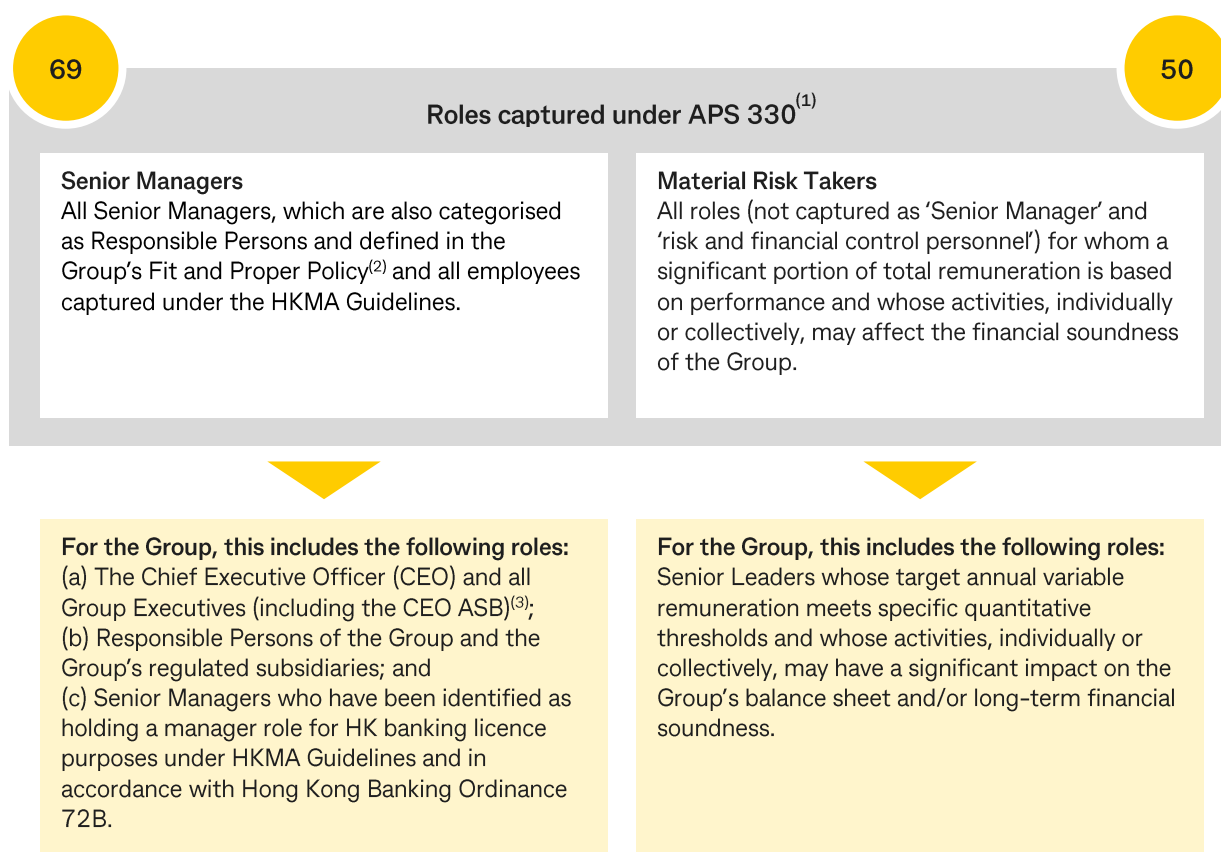 69
50
Roles captured under APS 330(1)
Senior Managers
All Senior Managers, which are also categorised
as Responsible Persons and defined in the
Group's Fit and Proper Policy(2) and all employees
captured under the HKMA Guidelines.
Material Risk Takers
All roles (not captured as ‘Senior Manager’ and
‘risk and financial control personnel’) for whom a
significant portion of total remuneration is based
on performance and whose activities, individually
or collectively, may affect the financial soundness
of the Group.
For the Group, this includes the following roles:
(a) The Chief Executive Officer (CEO) and all
Group Executives (including the CEO ASB)(3);
(b) Responsible Persons of the Group and the
Group's regulated subsidiaries; and
(c) Senior Managers who have been identified as
holding a manager role for HK banking licence
purposes under HKMA Guidelines and in
accordance with Hong Kong Banking Ordinance
72B.
For the Group, this includes the following roles:
Senior Leaders whose target annual variable
remuneration meets specific quantitative
thresholds and whose activities, individually or
collectively, may have a significant impact on the
Group's balance sheet and/or long-term financial
soundness.